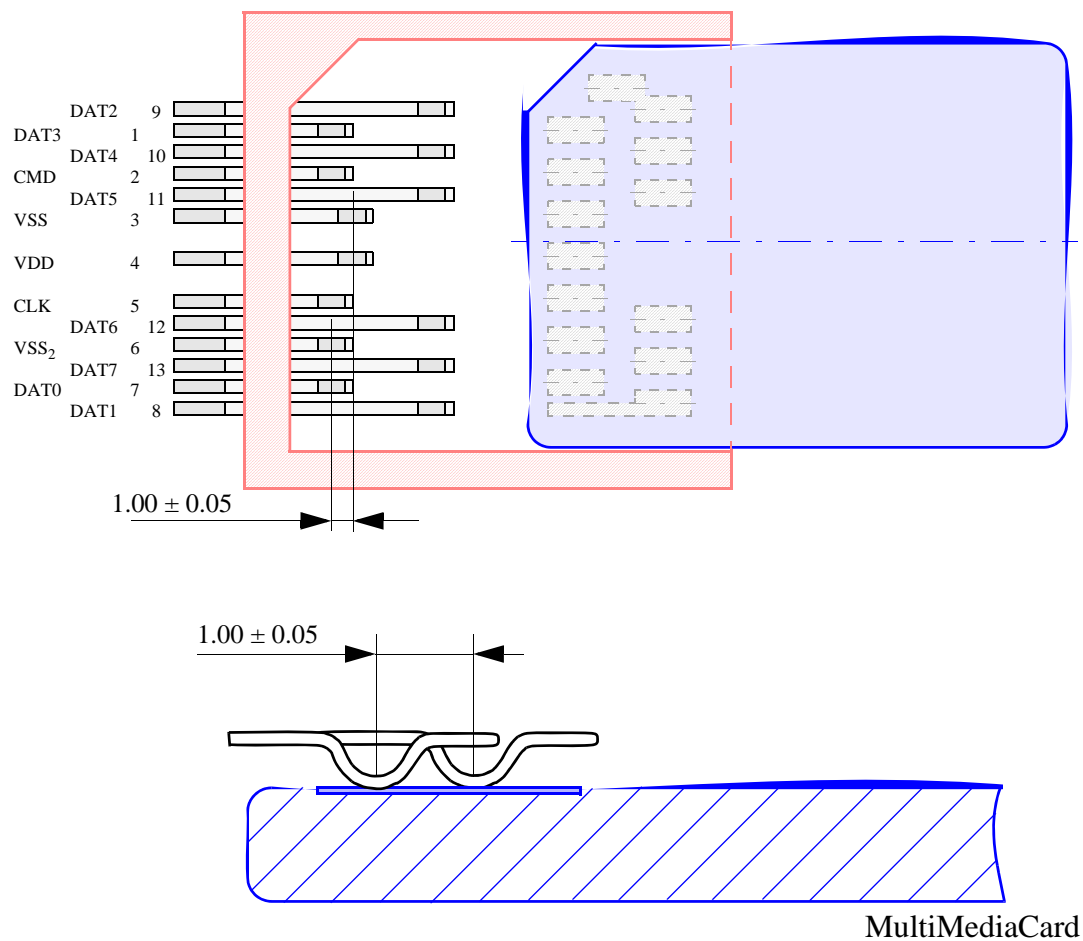 DAT2 9
DAT3 1
DAT4 10
CMD 2
DAT5 11
VSS 3
VDD 4
CLK 5
DAT6 12
VSS2 6
DAT7 13
DAT0 7
DAT1 8
1.00 ± 0.05
1.00 ± 0.05
MultiMediaCard